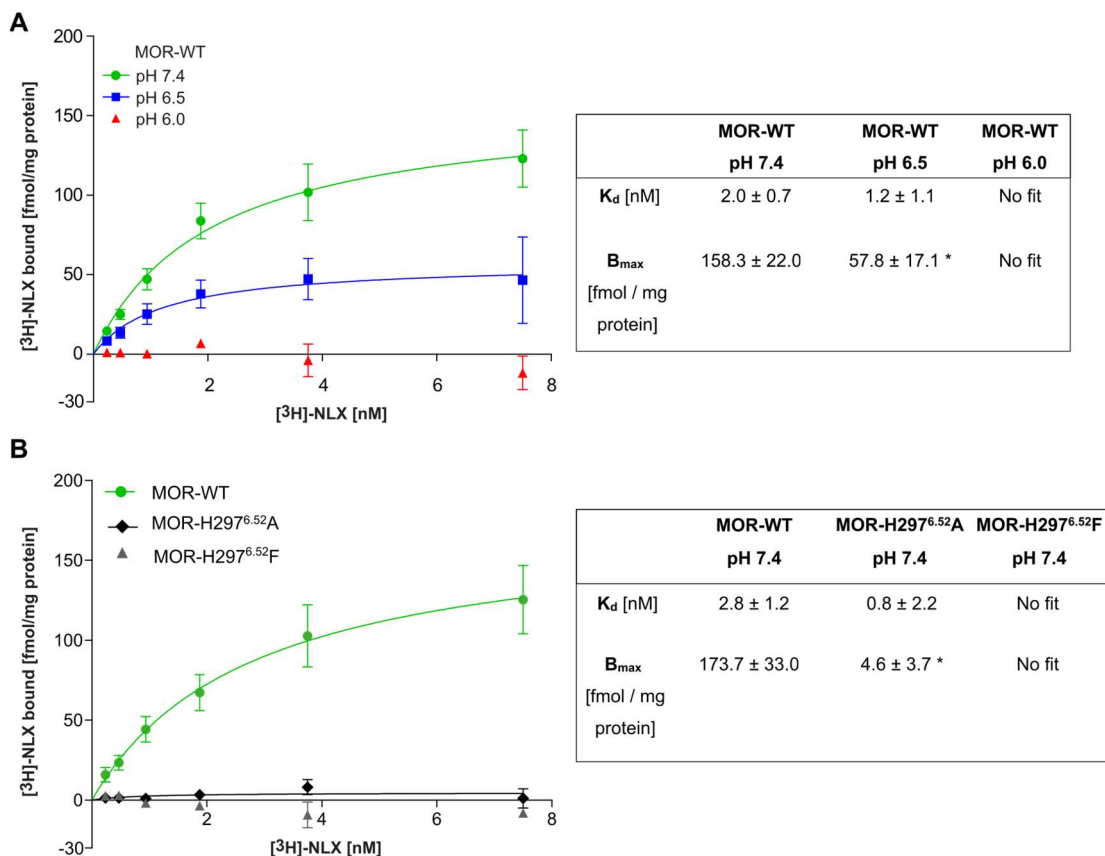 A
200
150
100
50
0
-30
[3H]-NLX bound [fmol/mg protein]
MOR-WT
pH 7.4
pH 6.5
pH 6.0
2
4
6
8
[3H]-NLX [nM]
MOR-WT MOR-WT MOR-WT
pH 7.4 pH 6.5 pH 6.0
Kd [nM] 2.0 ± 0.7 1.2 ± 1.1 No fit
Bmax 158.3 ± 22.0 57.8 ± 17.1 * No fit
[fmol / mg
protein]
B
200
150
100
50
0
-30
[3H]-NLX bound [fmol/mg protein]
MOR-WT
MOR-H2976.52A
MOR-H2976.52F
2
4
6
8
[3H]-NLX [nM]
MOR-WT MOR-H2976.52A MOR-H2976.52F
pH 7.4 pH 7.4 pH 7.4
Kd [nM] 2.8 ± 1.2 0.8 ± 2.2 No fit
Bmax 173.7 ± 33.0 4.6 ± 3.7 * No fit
[fmol / mg
protein]